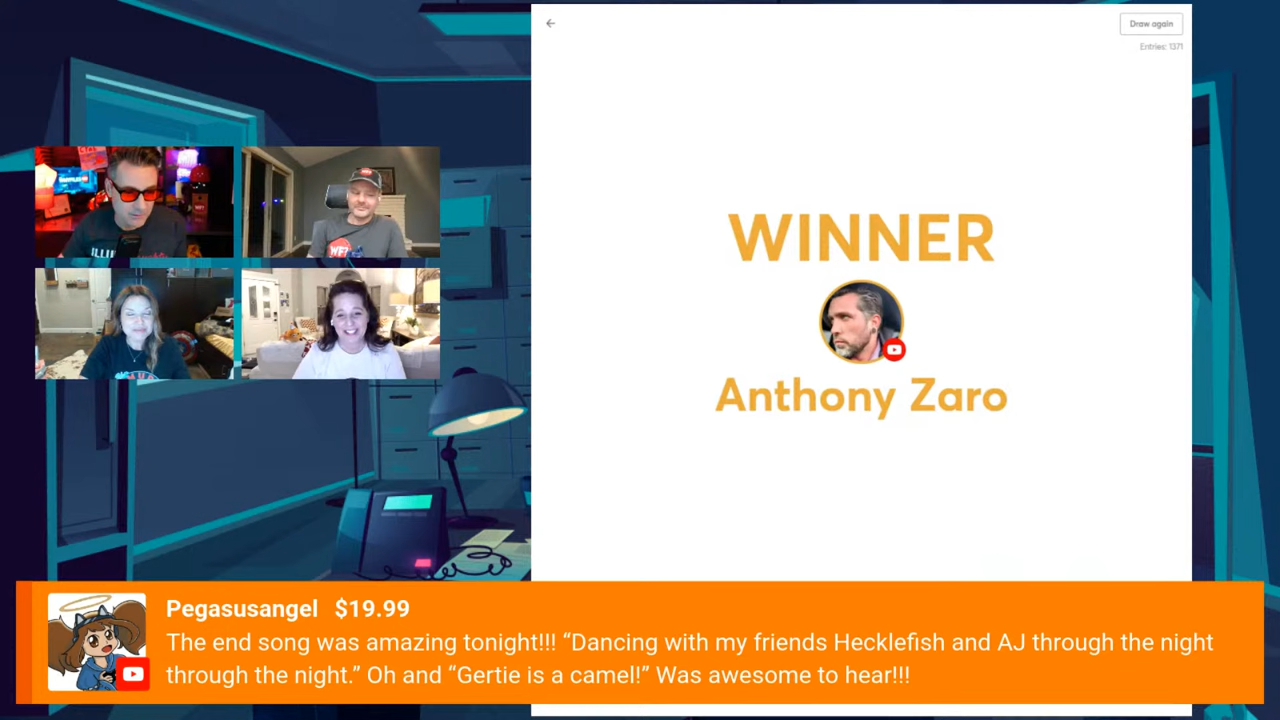 Draw again
Entries: 1371
WINNER
Anthony Zaro
Pegasusangel $19.99
The end song was amazing tonight!!! “Dancing with my friends Hecklefish and AJ through the night
through the night.” Oh and “Gertie is a camel!” Was awesome to hear!!!